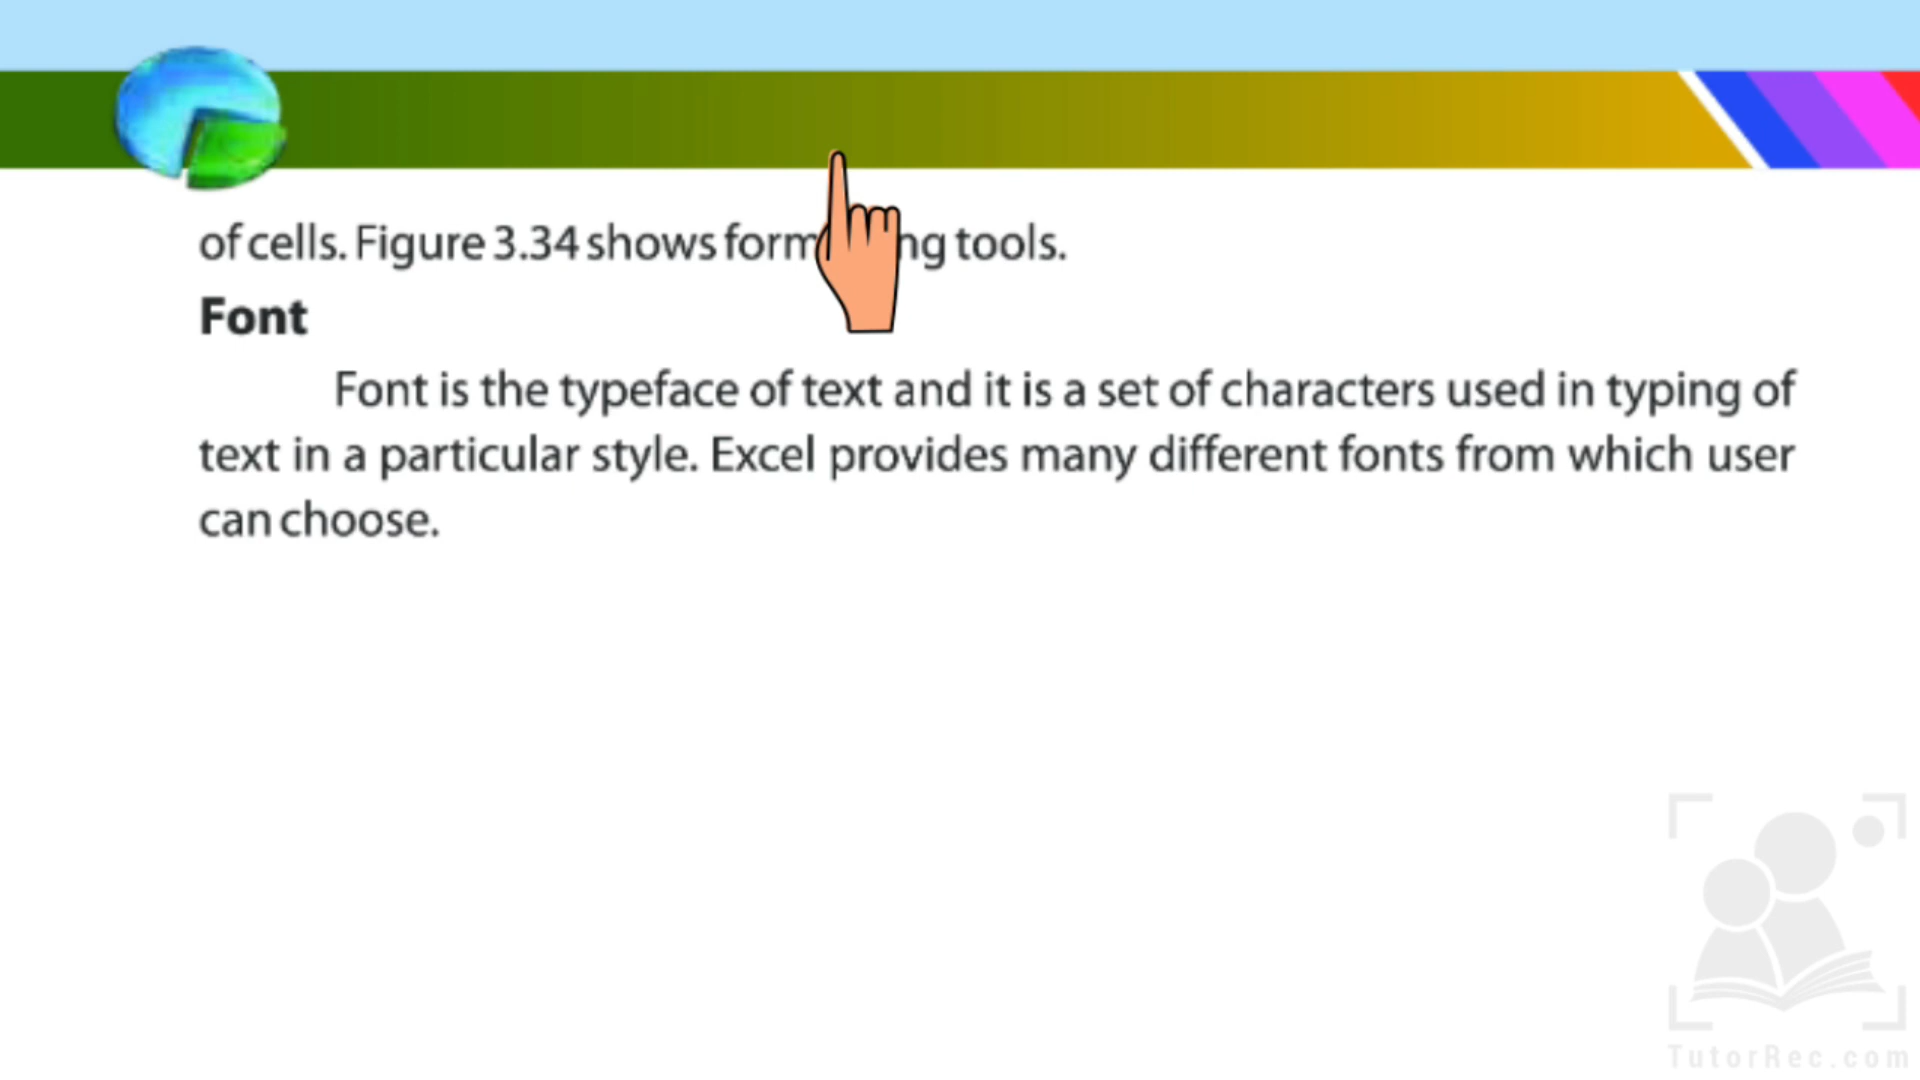 of cells. Figure 3.34 shows tools.
Font
Font is the typeface of text and it is a set of characters used in typing of
text in a particular style. Excel provides many different fonts from which user
can choose.
TutorRec.com